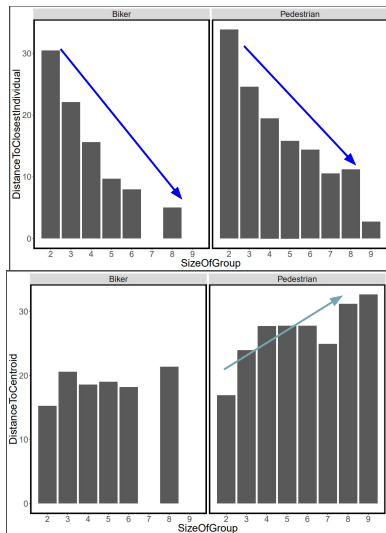 Biker Pedestrian
DistanceToClosestIndividual
30
20
10
0
2 3 4 5 6 7 8 9 2 3 4 5 6 7 8 9
SizeOfGroup
Biker Pedestrian
DistanceToCentroid
30
20
10
0
2 3 4 5 6 7 8 9 2 3 4 5 6 7 8 9
SizeOfGroup